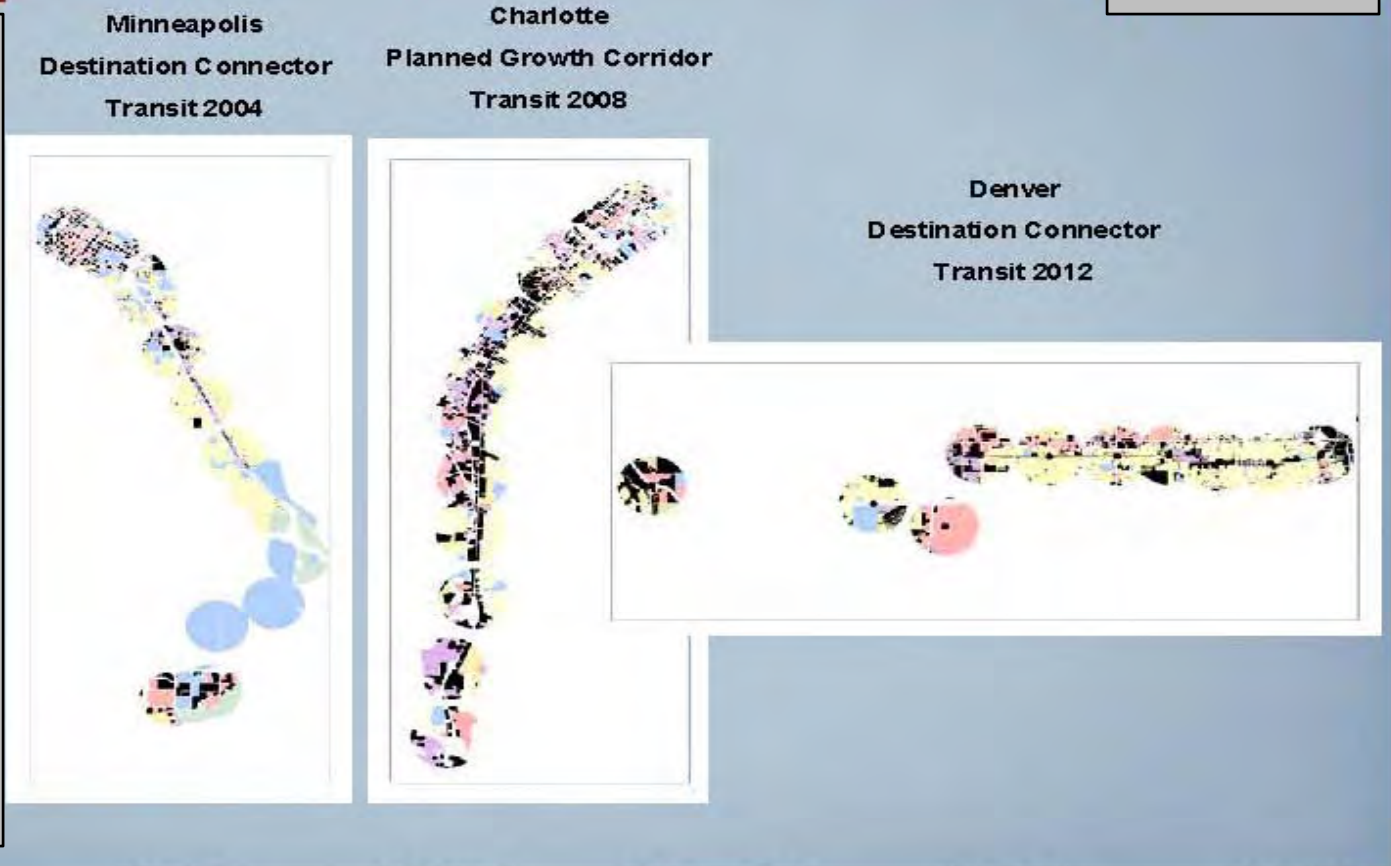 Minneapolis
Destination Connector
Transit 2004
Charlotte
Planned Growth Corridor
Transit 2008
Denver
Destination Connector
Transit 2012